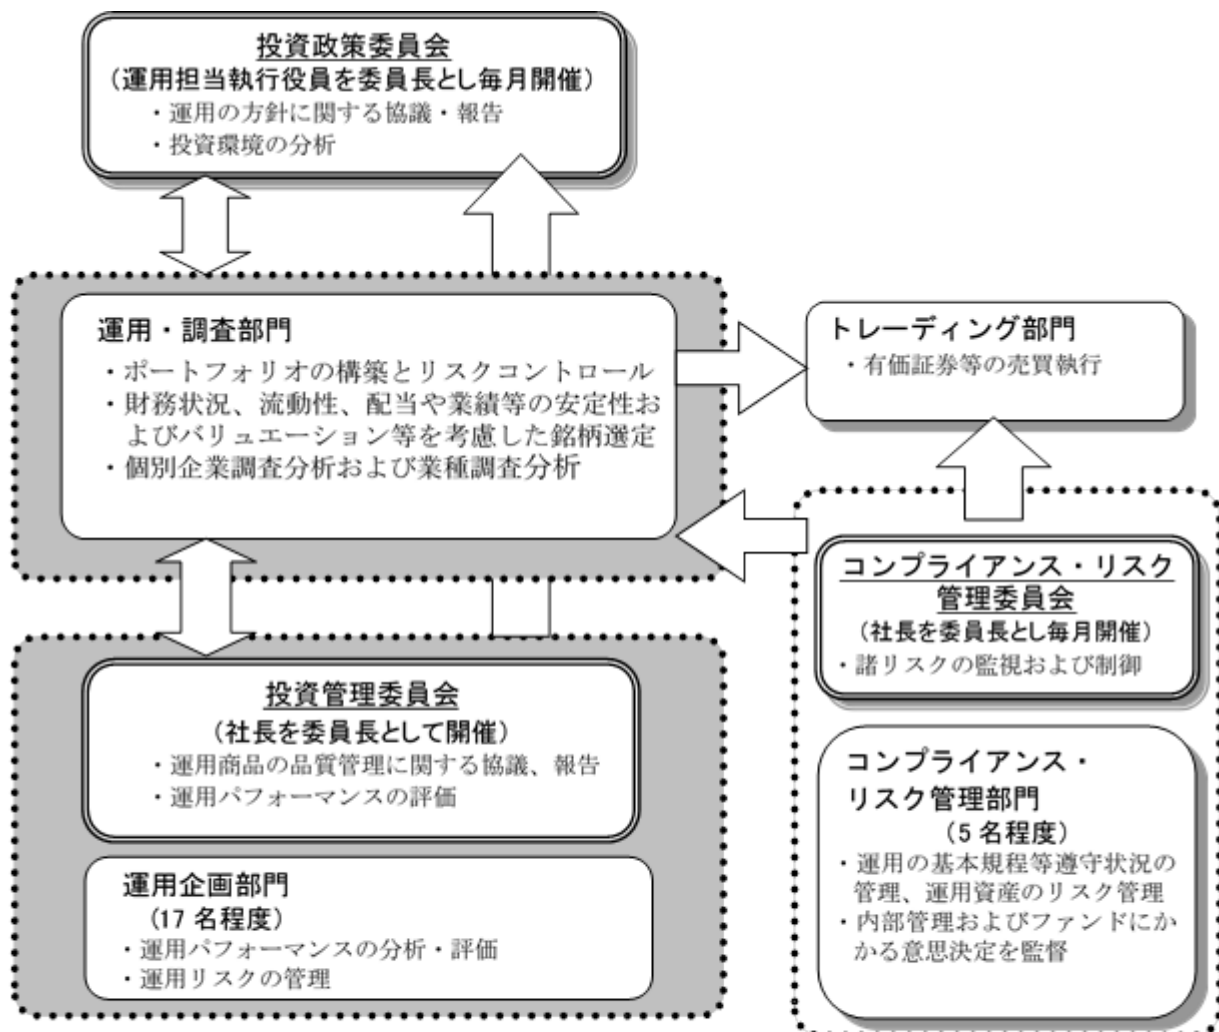 投資政策委員会
(運用担当執行役員を委員長とし毎月開催)
・運用の方針に関する協議・報告
・投資環境の分析
運用・調査部門
・ポートフォリオの構築とリスクコントロール
・財務状況、流動性、配当や業績等の安定性お
よびバリュエーション等を考慮した銘柄選定
・個別企業調査分析および業種調査分析
トレーディング部門
・有価証券等の売買執行
コンプライアンス・リスク
管理委員会
(社長を委員長とし毎月開催)
・諸リスクの監視および制御
投資管理委員会
(社長を委員長として開催)
・運用商品の品質管理に関する協議、報告
・運用パフォーマンスの評価
運用企画部門
(17 名程度)
・運用パフォーマンスの分析・評価
・運用リスクの管理
コンプライアンス・
リスク管理部門
(5 名程度)
・運用の基本規程等遵守状況の
管理、運用資産のリスク管理
・内部管理およびファンドにか
かる意思決定を監督